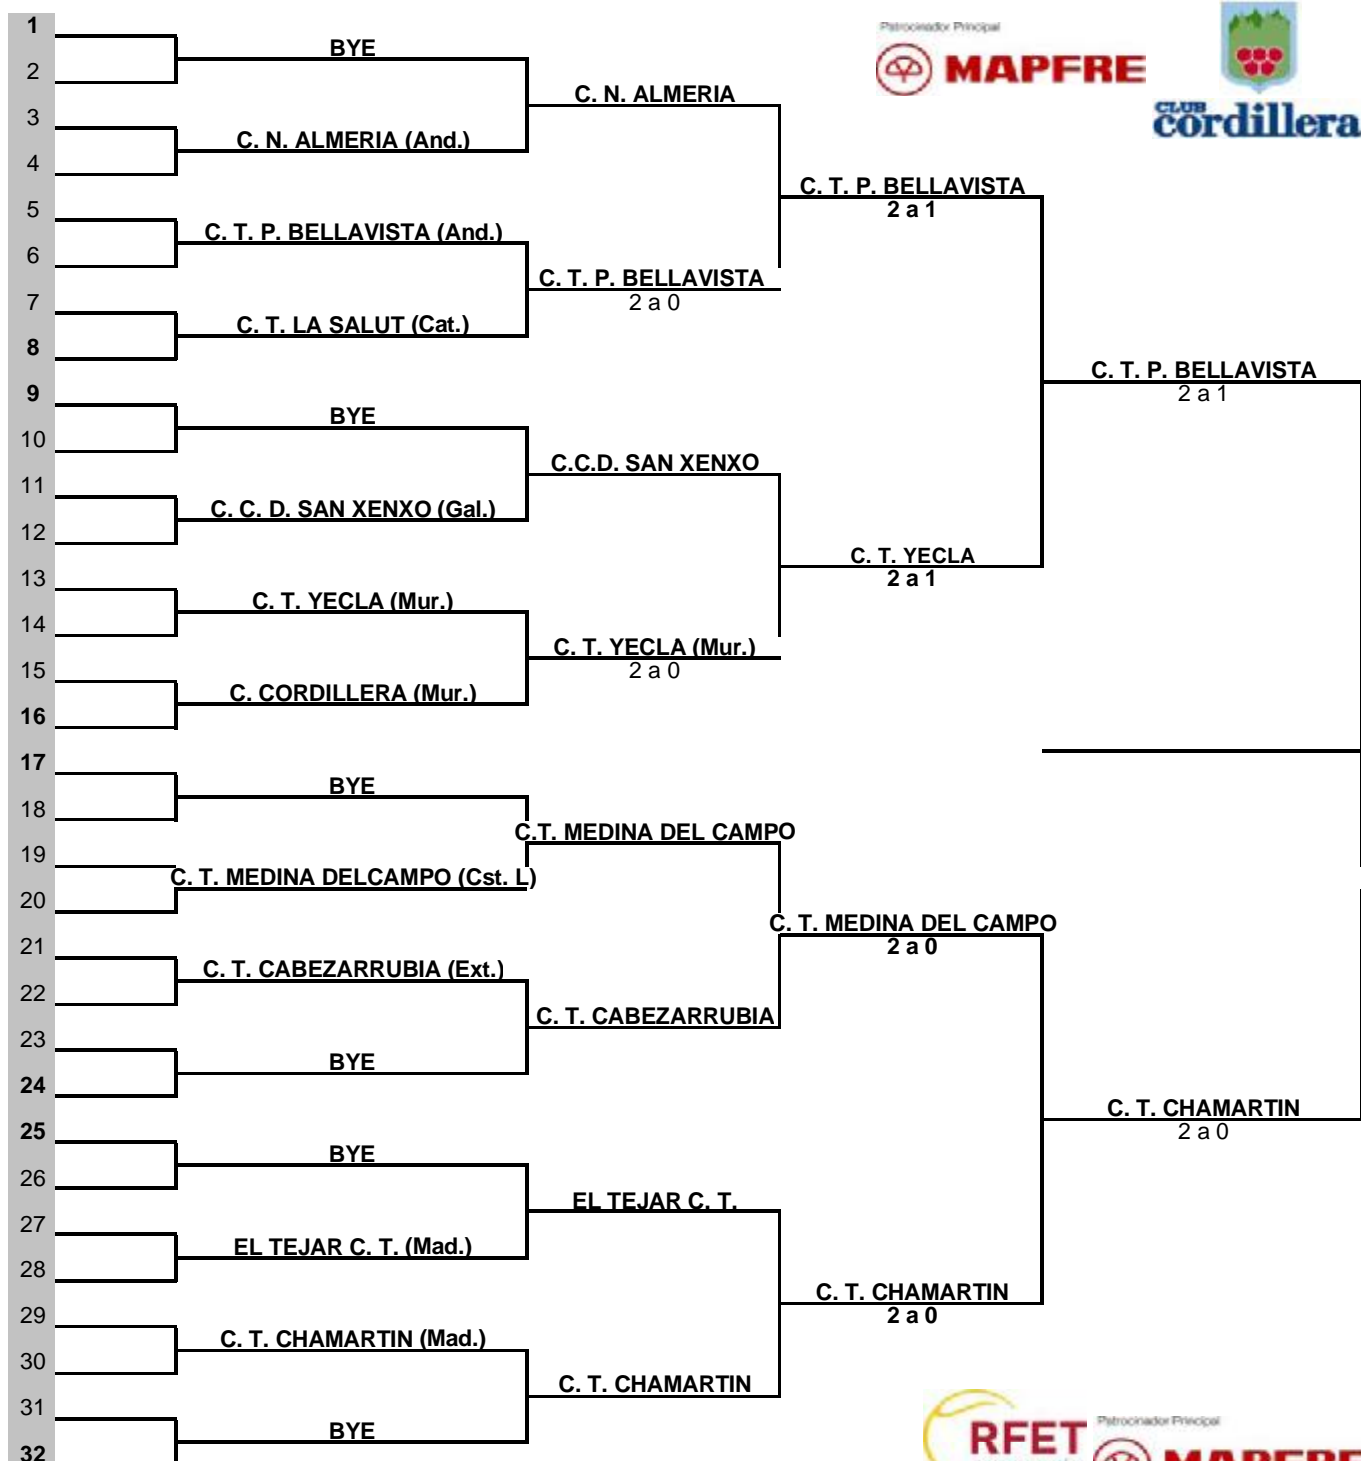 Patrocinador Principal
MAPFRE
CLUB
cordillera
1
BYE
2
C. N. ALMERIA
3
C. N. ALMERIA (And.)
4
C. T. P. BELLAVISTA
2 a 1
5
C. T. P. BELLAVISTA (And.)
6
C. T. P. BELLAVISTA
2 a 0
7
C. T. LA SALUT (Cat.)
8
C. T. P. BELLAVISTA
2 a 1
9
BYE
10
C.C.D. SAN XENXO
11
C. C. D. SAN XENXO (Gal.)
12
C. T. YECLA
2 a 1
13
C. T. YECLA (Mur.)
14
C. T. YECLA (Mur.)
2 a 0
15
C. CORDILLERA (Mur.)
16
17
BYE
18
C.T. MEDINA DEL CAMPO
19
C. T. MEDINA DELCAMPO (Cst. L)
20
C. T. MEDINA DEL CAMPO
2 a 0
21
C. T. CABEZARRUBIA (Ext.)
22
C. T. CABEZARRUBIA
23
BYE
24
C. T. CHAMARTIN
2 a 0
25
BYE
26
EL TEJAR C. T.
27
EL TEJAR C. T. (Mad.)
28
C. T. CHAMARTIN
2 a 0
29
C. T. CHAMARTIN (Mad.)
30
C. T. CHAMARTIN
31
BYE
32
RFET
Patrocinador Principal
MAPFRE